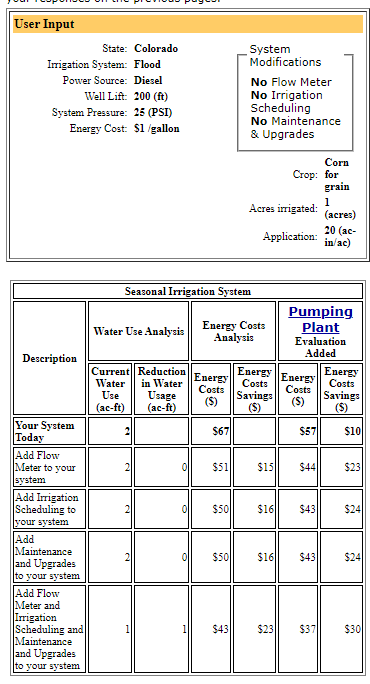 your responses on the previous pages.
User Input
State: Colorado
Irrigation System: Flood
Power Source: Diesel
Well Lift: 200 (ft)
System Pressure: 25 (PSI)
Energy Cost: $1 /gallon
System
Modifications
No Flow Meter
No Irrigation
Scheduling
No Maintenance
& Upgrades
Crop: Corn
for
grain
Acres irrigated: 1
(acres)
Application: 20 (ac-
in/ac)
Seasonal Irrigation System
Description
Water Use Analysis
Energy Costs
Analysis
Pumping
Plant
Evaluation
Added
Current
Water
Use
(ac-ft)
Reduction
in Water
Usage
(ac-ft)
Energy
Costs
($)
Energy
Costs
Savings
($)
Energy
Costs
($)
Energy
Costs
Savings
($)
Your System
Today
2 $67 $57 $10
Add Flow
Meter to your
system
2 0 $51 $15 $44 $23
Add Irrigation
Scheduling to
your system
2 0 $50 $16 $43 $24
Add
Maintenance
and Upgrades
to your system
2 0 $50 $16 $43 $24
Add Flow
Meter and
Irrigation
Scheduling and
Maintenance
and Upgrades
to your system
1 1 $43 $23 $37 $30